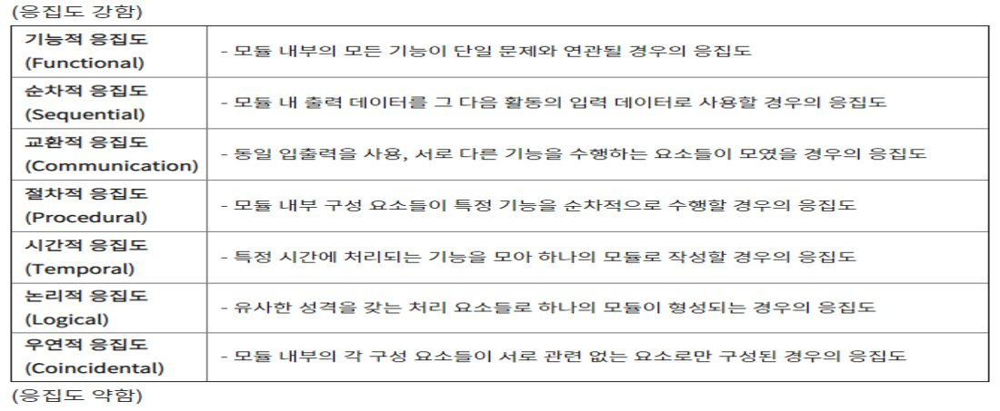 (응집도 강함)
기능적 응집도
(Functional)
- 모듈 내부의 모든 기능이 단일 문제와 연관될 경우의 응집도
순차적 응집도
(Sequential)
- 모듈 내 출력 데이터를 그 다음 활동의 입력 데이터로 사용할 경우의 응집도
교환적 응집도
(Communication)
- 동일 입출력을 사용, 서로 다른 기능을 수행하는 요소들이 모였을 경우의 응집도
절차적 응집도
(Procedural)
- 모듈 내부 구성 요소들이 특정 기능을 순차적으로 수행할 경우의 응집도
시간적 응집도
(Temporal)
- 특정 시간에 처리되는 기능을 모아 하나의 모듈로 작성할 경우의 응집도
논리적 응집도
(Logical)
- 유사한 성격을 갖는 처리 요소들로 하나의 모듈이 형성되는 경우의 응집도
우연적 응집도
(Coincidental)
- 모듈 내부의 각 구성 요소들이 서로 관련 없는 요소로만 구성된 경우의 응집도
(응집도 약함)